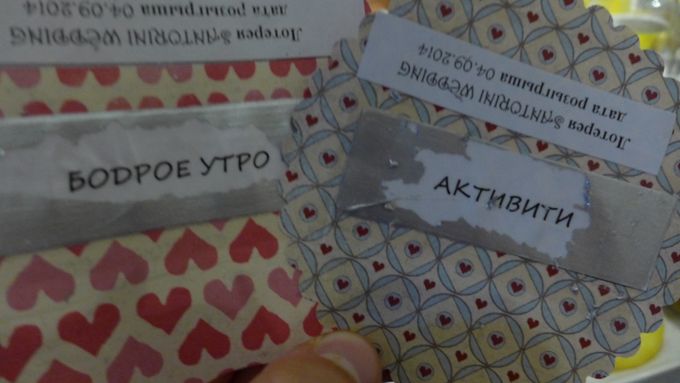 Лотерея SANTORINI WEDDING
дата розыгрыша 04.09.2014
БОДРОЕ УТРО
Лотерея SANTORINI WEDDING
дата розыгрыша 04.09.2014
АКТИВИТИ